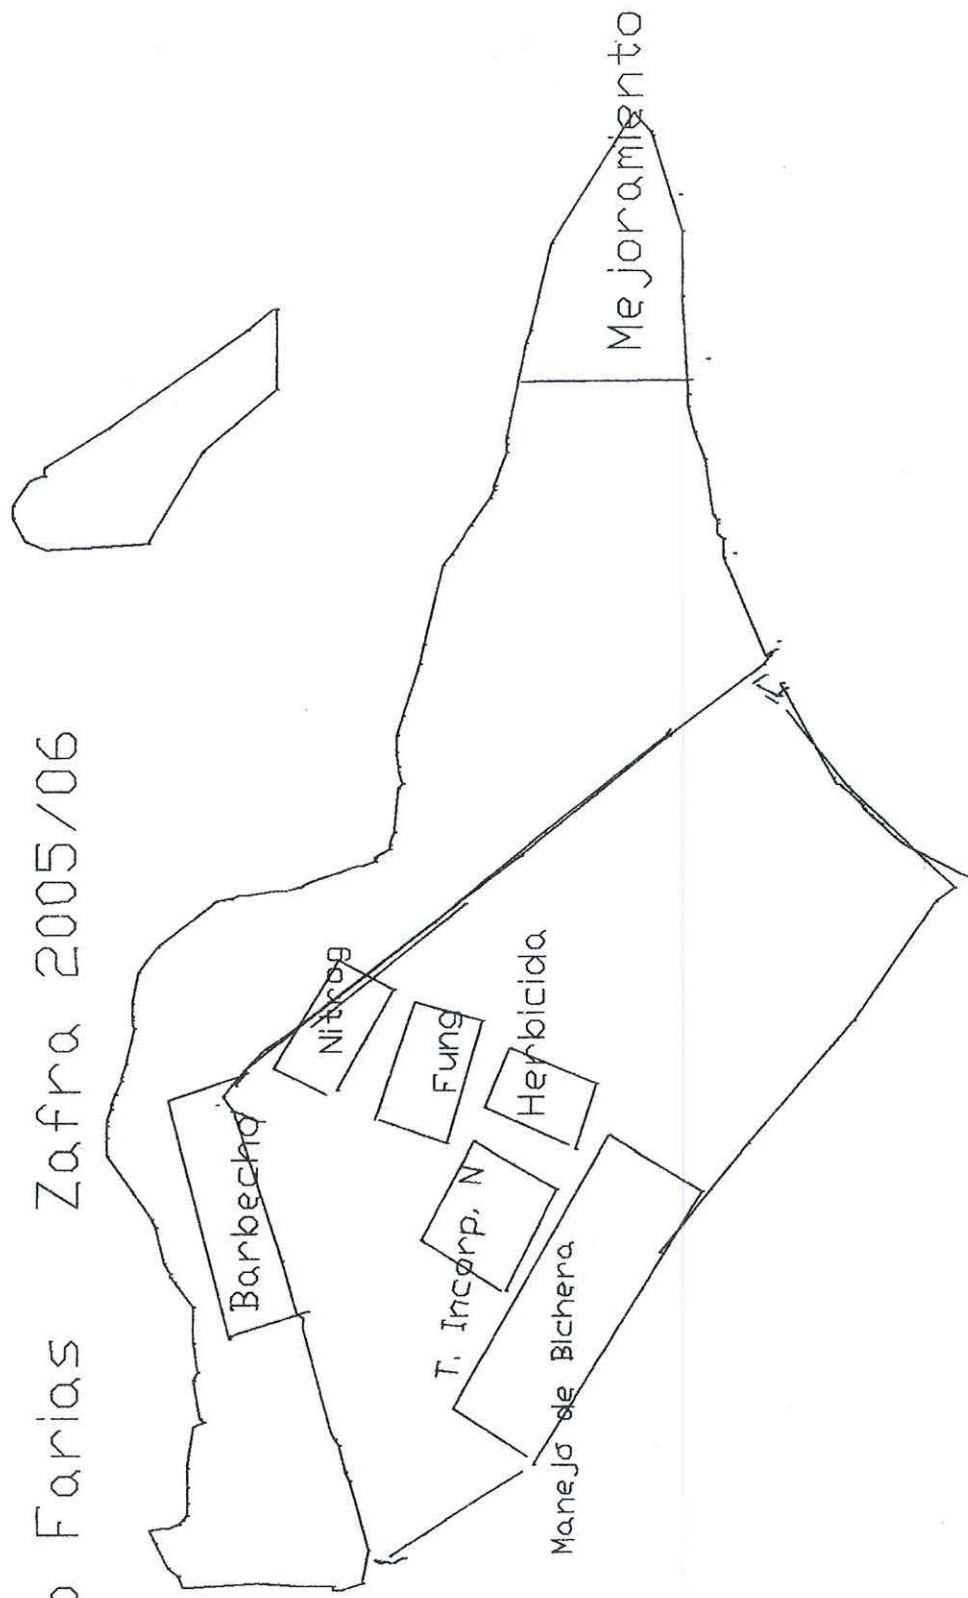 o Farias Zafra 2005/06
Mejoramiento
Nitrog
Barbecho
Fung
Herbicida
T. Incorp. N
Manejo de Bichera